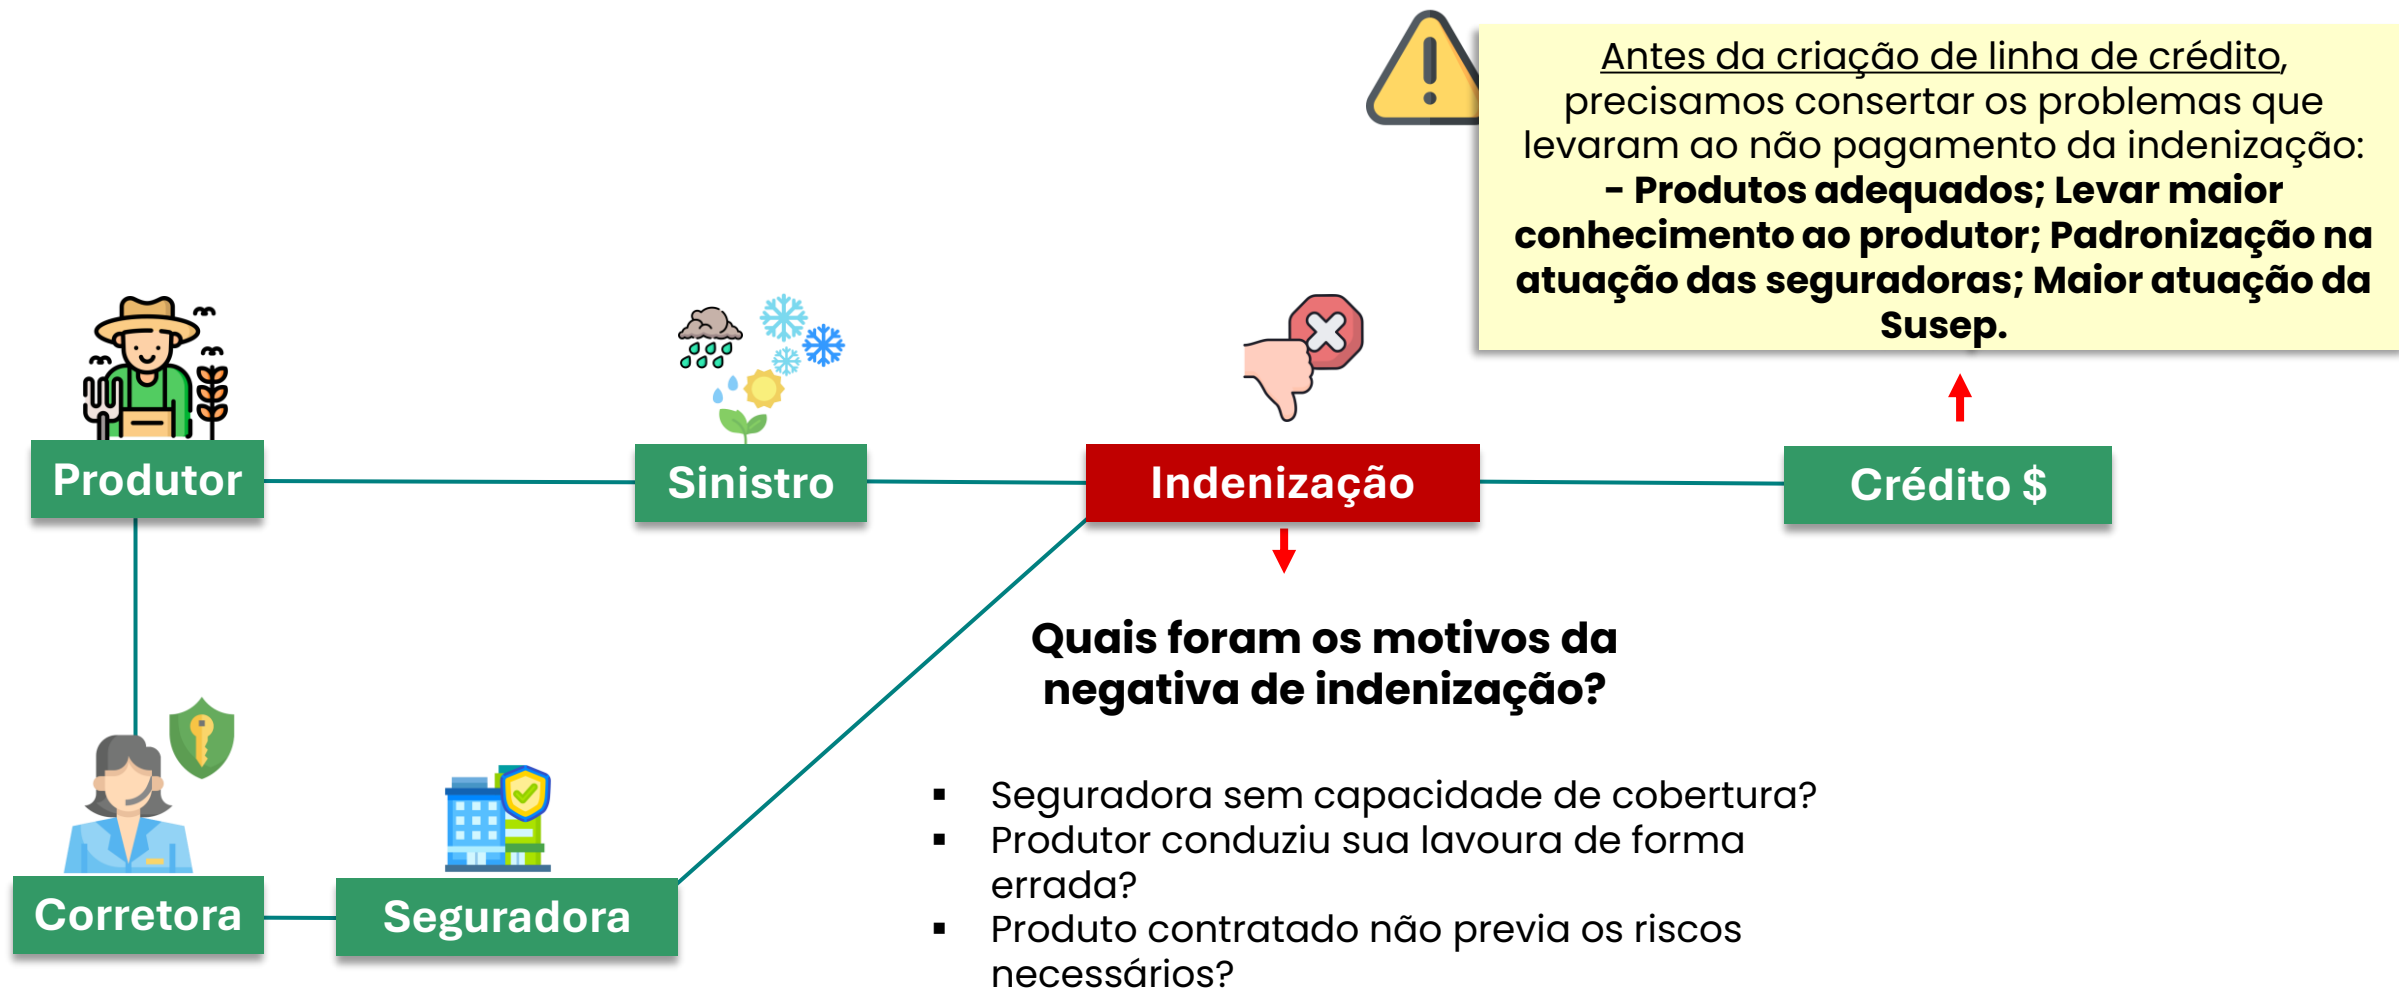 Antes da criação de linha de crédito,
precisamos consertar os problemas que
levaram ao não pagamento da indenização:
- Produtos adequados; Levar maior
conhecimento ao produtor; Padronização na
atuação das seguradoras; Maior atuação da
Susep.
Produtor
Sinistro
Indenização
Crédito $
Quais foram os motivos da
negativa de indenização?
▪ Seguradora sem capacidade de cobertura?
▪ Produtor conduziu sua lavoura de forma
errada?
▪ Produto contratado não previa os riscos
necessários?
Corretora
Seguradora